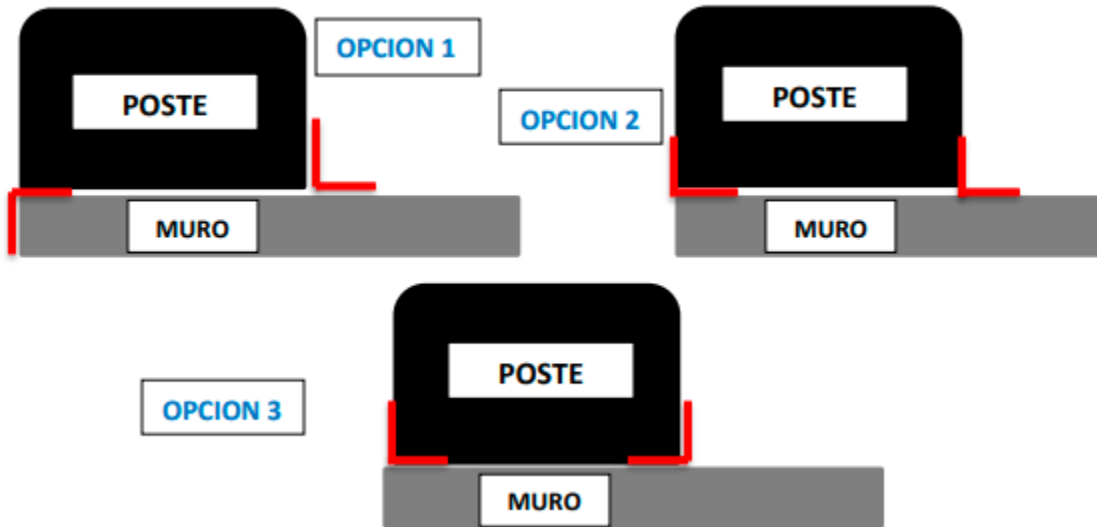 OPCION 1
POSTE
MURO
OPCION 2
POSTE
MURO
OPCION 3
POSTE
MURO